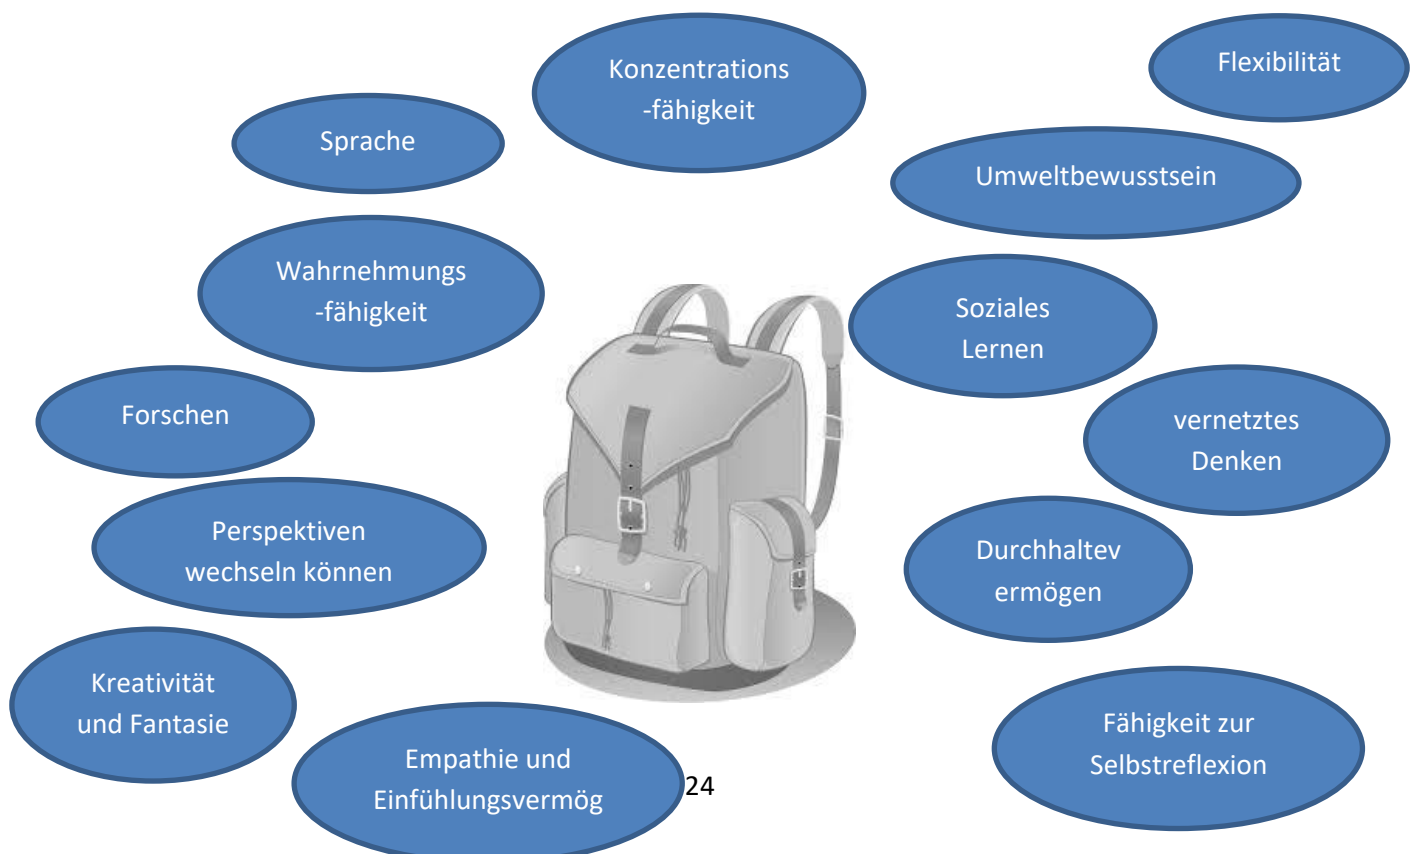 Konzentrations
-fähigkeit
Flexibilität
Sprache
Umweltbewusstsein
Wahrnehmungs
-fähigkeit
Soziales
Lernen
Forschen
vernetztes
Denken
Perspektiven
wechseln können
Durchhaltev
ermögen
Kreativität
und Fantasie
Fähigkeit zur
Selbstreflexion
Empathie und
Einfühlungsvermög
24